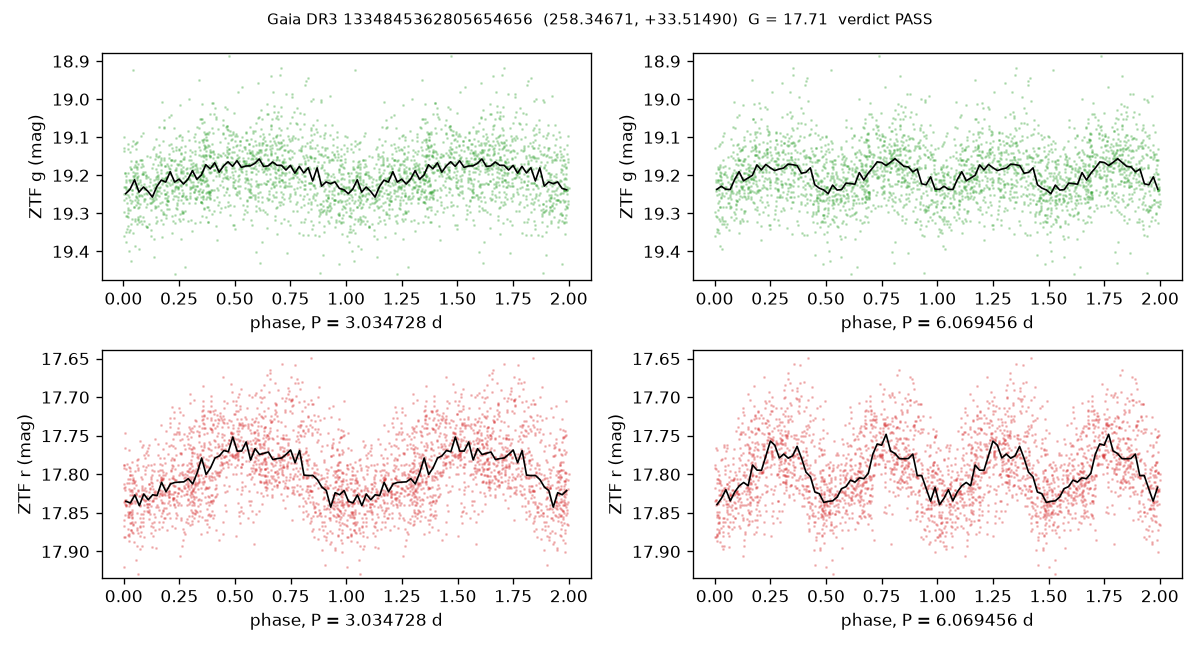 Gaia DR3 1334845362805654656 (258.34671, +33.51490) G = 17.71 verdict PASS
18.9
19.0
19.1
19.2
19.3
19.4
ZTF g (mag)
0.00 0.25 0.50 0.75 1.00 1.25 1.50 1.75 2.00
phase, P = 3.034728 d
18.9
19.0
19.1
19.2
19.3
19.4
ZTF g (mag)
0.00 0.25 0.50 0.75 1.00 1.25 1.50 1.75 2.00
phase, P = 6.069456 d
17.65
17.70
17.75
17.80
17.85
17.90
ZTF r (mag)
0.00 0.25 0.50 0.75 1.00 1.25 1.50 1.75 2.00
phase, P = 3.034728 d
17.65
17.70
17.75
17.80
17.85
17.90
ZTF r (mag)
0.00 0.25 0.50 0.75 1.00 1.25 1.50 1.75 2.00
phase, P = 6.069456 d